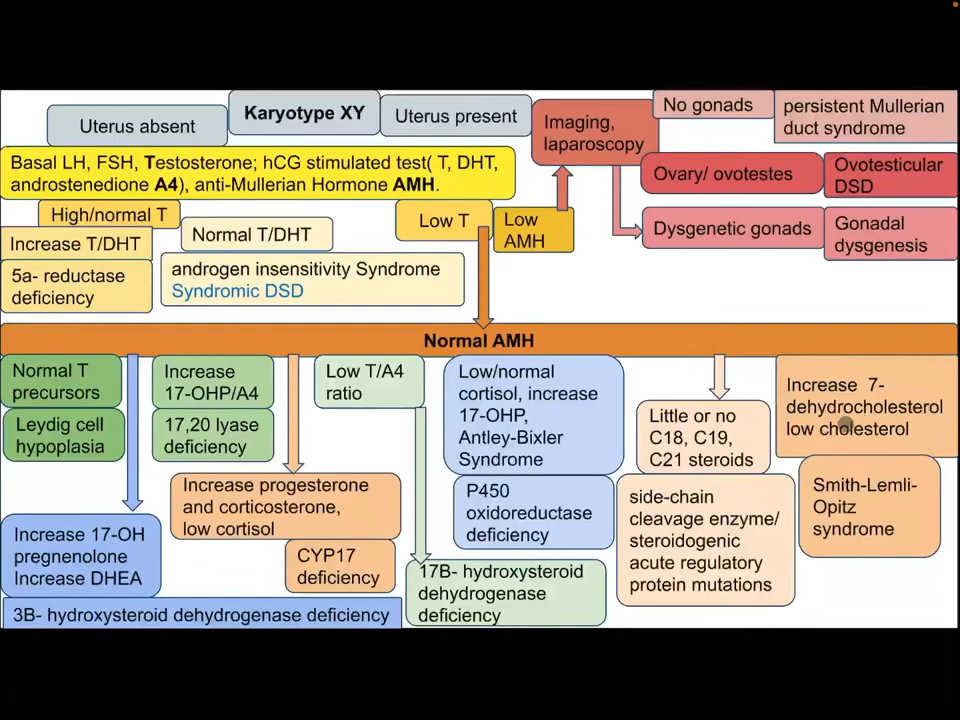 Uterus absent
Karyotype XY
Uterus present
Imaging,
laparoscopy
No gonads
persistent Mullerian
duct syndrome
Basal LH, FSH, Testosterone; hCG stimulated test( T, DHT,
androstenedione A4), anti-Mullerian Hormone AMH.
Ovary/ ovotestes
Ovotesticular
DSD
High/normal T
Increase T/DHT
Normal T/DHT
Low T
Low
AMH
Dysgenetic gonads
Gonadal
dysgenesis
5a- reductase
deficiency
androgen insensitivity Syndrome
Syndromic DSD
Normal AMH
Normal T
precursors
Leydig cell
hypoplasia
Increase
17-OHP/A4
17,20 lyase
deficiency
Low T/A4
ratio
Low/normal
cortisol, increase
17-OHP,
Antley-Bixler
Syndrome
P450
oxidoreductase
deficiency
Little or no
C18, C19,
C21 steroids
side-chain
cleavage enzyme/
steroidogenic
acute regulatory
protein mutations
Increase 7-
dehydrocholesterol
low cholesterol
Smith-Lemli-
Opitz
syndrome
Increase progesterone
and corticosterone,
low cortisol
CYP17
deficiency
Increase 17-OH
pregnenolone
Increase DHEA
3B- hydroxysteroid dehydrogenase deficiency
17B- hydroxysteroid
dehydrogenase
deficiency